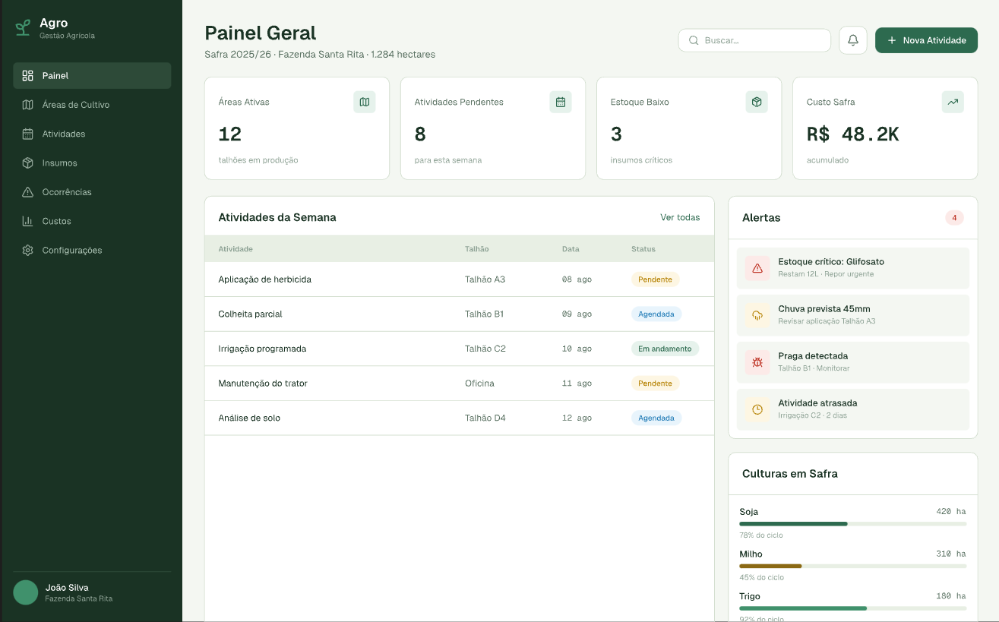 Agro
Gestão Agrícola
Painel
Áreas de Cultivo
Atividades
Insumos
Ocorrências
Custos
Configurações
João Silva
Fazenda Santa Rita
Painel Geral
Safra 2025/26 · Fazenda Santa Rita · 1.284 hectares
Buscar...
Nova Atividade
Áreas Ativas
12
talhões em produção
Atividades Pendentes
8
para esta semana
Estoque Baixo
3
insumos críticos
Custo Safra
R$ 48.2K
acumulado
Atividades da Semana Ver todas
Atividade Talhão Data Status
Aplicação de herbicida Talhão A3 08 ago Pendente
Colheita parcial Talhão B1 09 ago Agendada
Irrigação programada Talhão C2 10 ago Em andamento
Manutenção do trator Oficina 11 ago Pendente
Análise de solo Talhão D4 12 ago Agendada
Alertas 4
Estoque crítico: Glifosato
Restam 12L · Repor urgente
Chuva prevista 45mm
Revisar aplicação Talhão A3
Praga detectada
Talhão B1 · Monitorar
Atividade atrasada
Irrigação C2 · 2 dias
Culturas em Safra
Soja 420 ha
78% do ciclo
Milho 310 ha
45% do ciclo
Trigo 180 ha
92% do ciclo